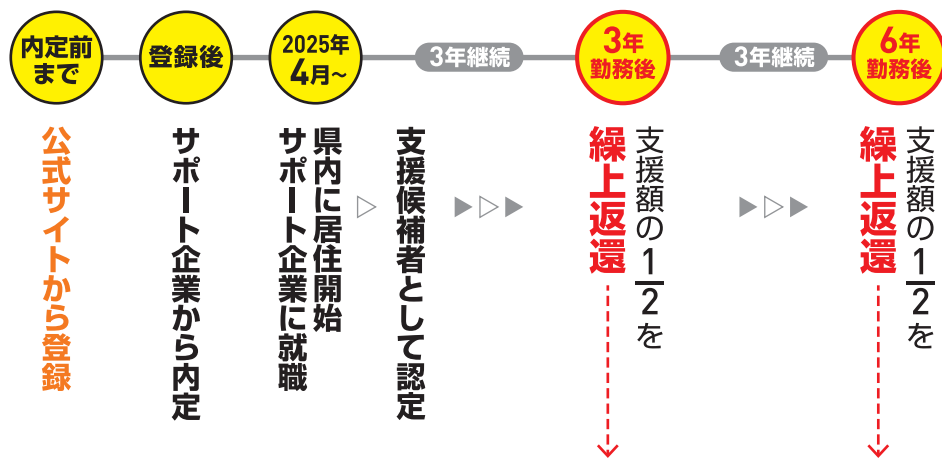 内定前
まで
公式サイトから登録
登録後
サポート企業から内定
2025年
4月～
県内に居住開始
サポート企業に就職
支援候補者として認定
3年継続
3年
勤務後
支援額の1/2を
繰上返還
3年継続
6年
勤務後
支援額の1/2を
繰上返還